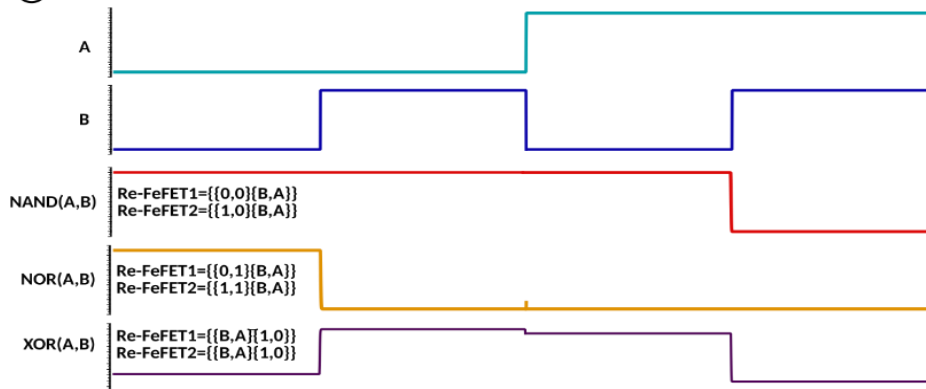 A
B
NAND(A,B)
Re-FeFET1={{0,0}{B,A}}
Re-FeFET2={{1,0}{B,A}}
NOR(A,B)
Re-FeFET1={{0,1}{B,A}}
Re-FeFET2={{1,1}{B,A}}
XOR(A,B)
Re-FeFET1={{B,A}{1,0}}
Re-FeFET2={{B,A}{1,0}}